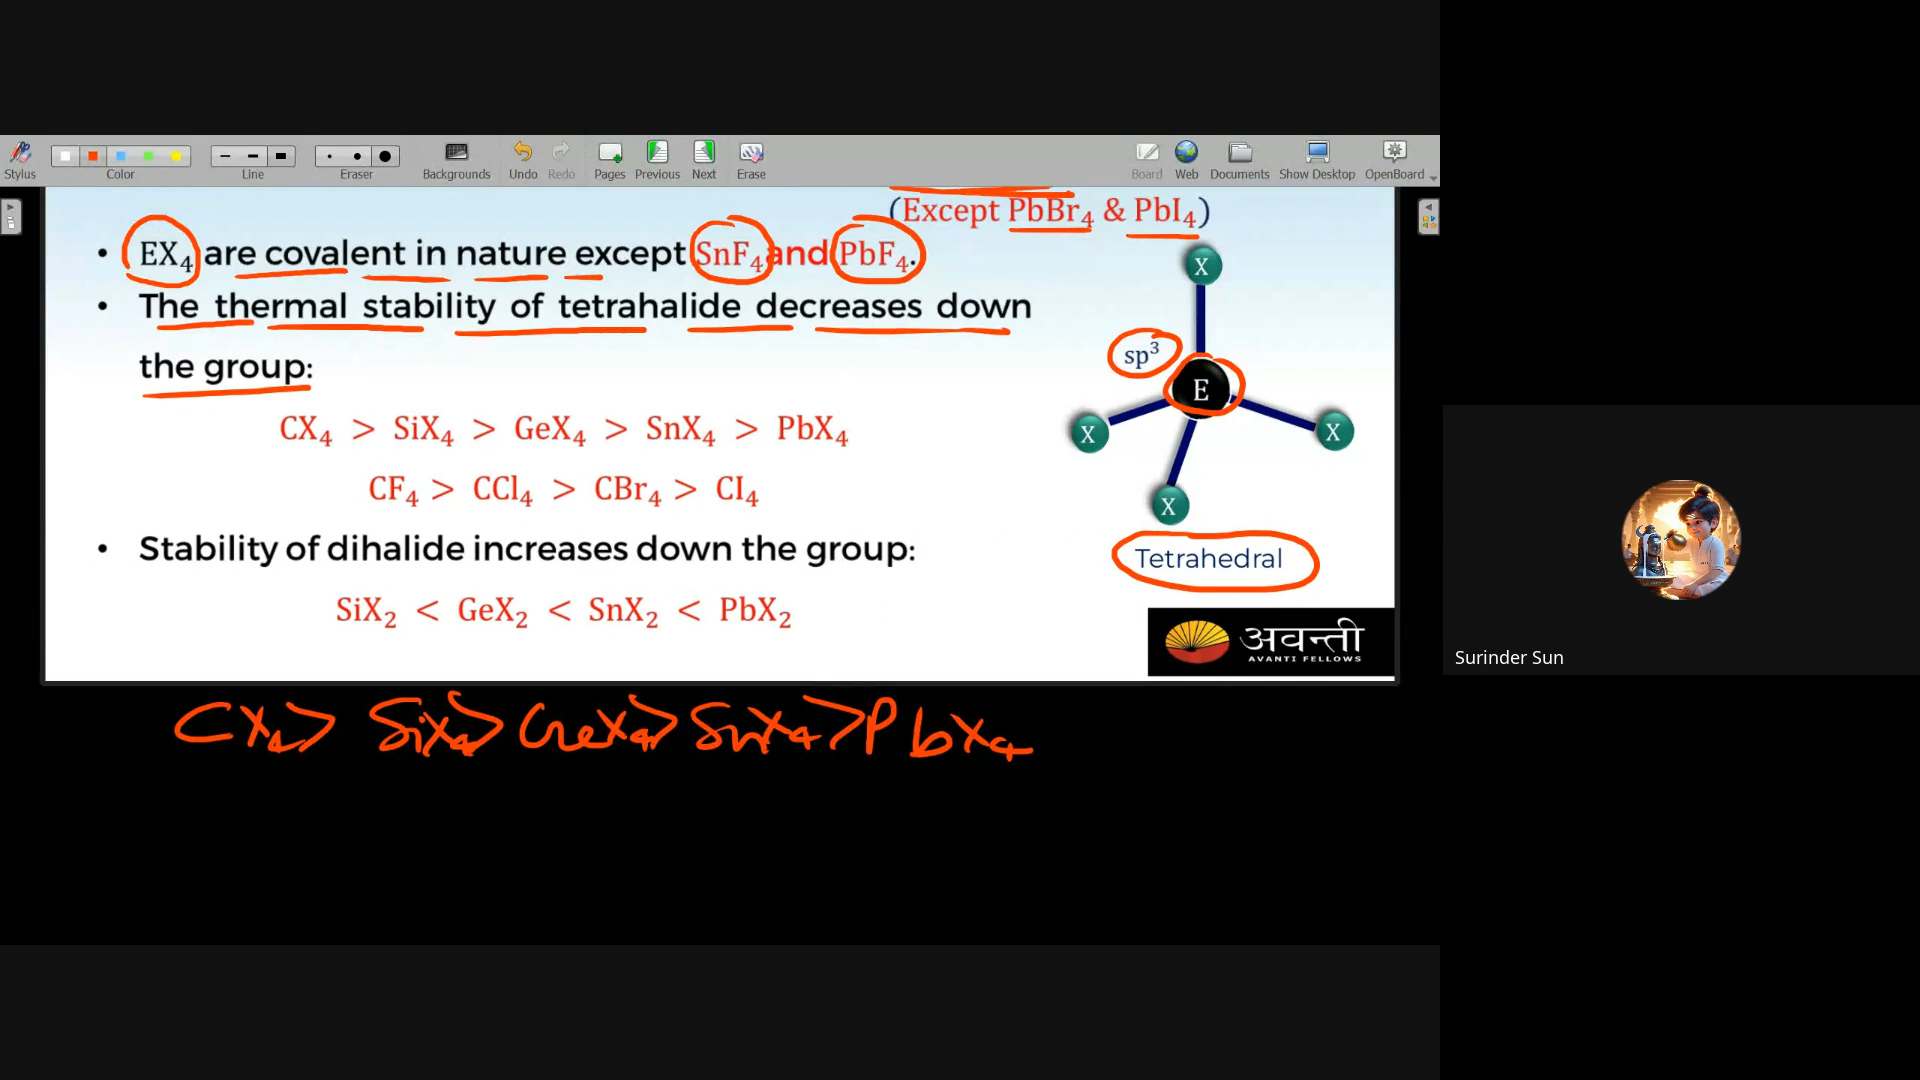 Stylus Color Line Eraser Backgrounds Undo Redo Pages Previous Next Erase Board Web Documents Show Desktop OpenBoard
(Except PbBr₄ & PbI₄)
• EX₄ are covalent in nature except SnF₄ and PbF₄.
• The thermal stability of tetrahalide decreases down
the group:
CX₄ > SiX₄ > GeX₄ > SnX₄ > PbX₄
CF₄ > CCl₄ > CBr₄ > CI₄
• Stability of dihalide increases down the group:
SiX₂ < GeX₂ < SnX₂ < PbX₂
X
sp³
E
X
X
X
Tetrahedral
अवन्ती
AVANTI FELLOWS
CX₄> SiX₄> GeX₄> SnX₄>PbX₄
Surinder Sun